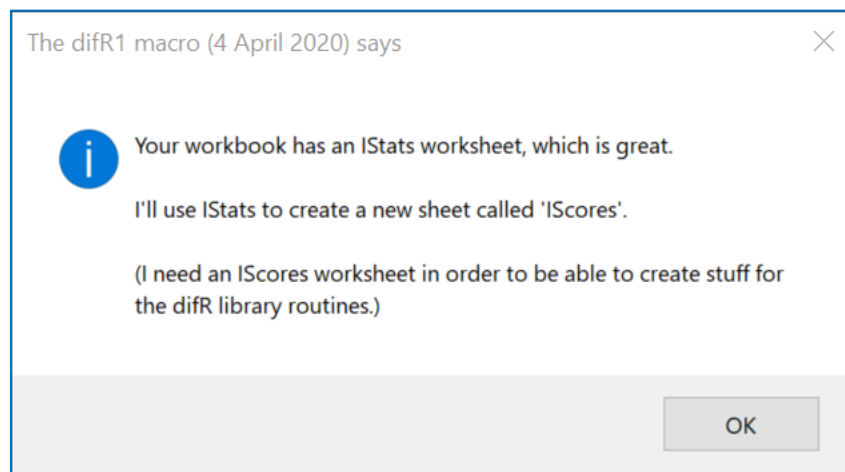 The difR1 macro (4 April 2020) says
Your workbook has an IStats worksheet, which is great.
I'll use IStats to create a new sheet called 'IScores'.
(I need an IScores worksheet in order to be able to create stuff for
the difR library routines.)
OK